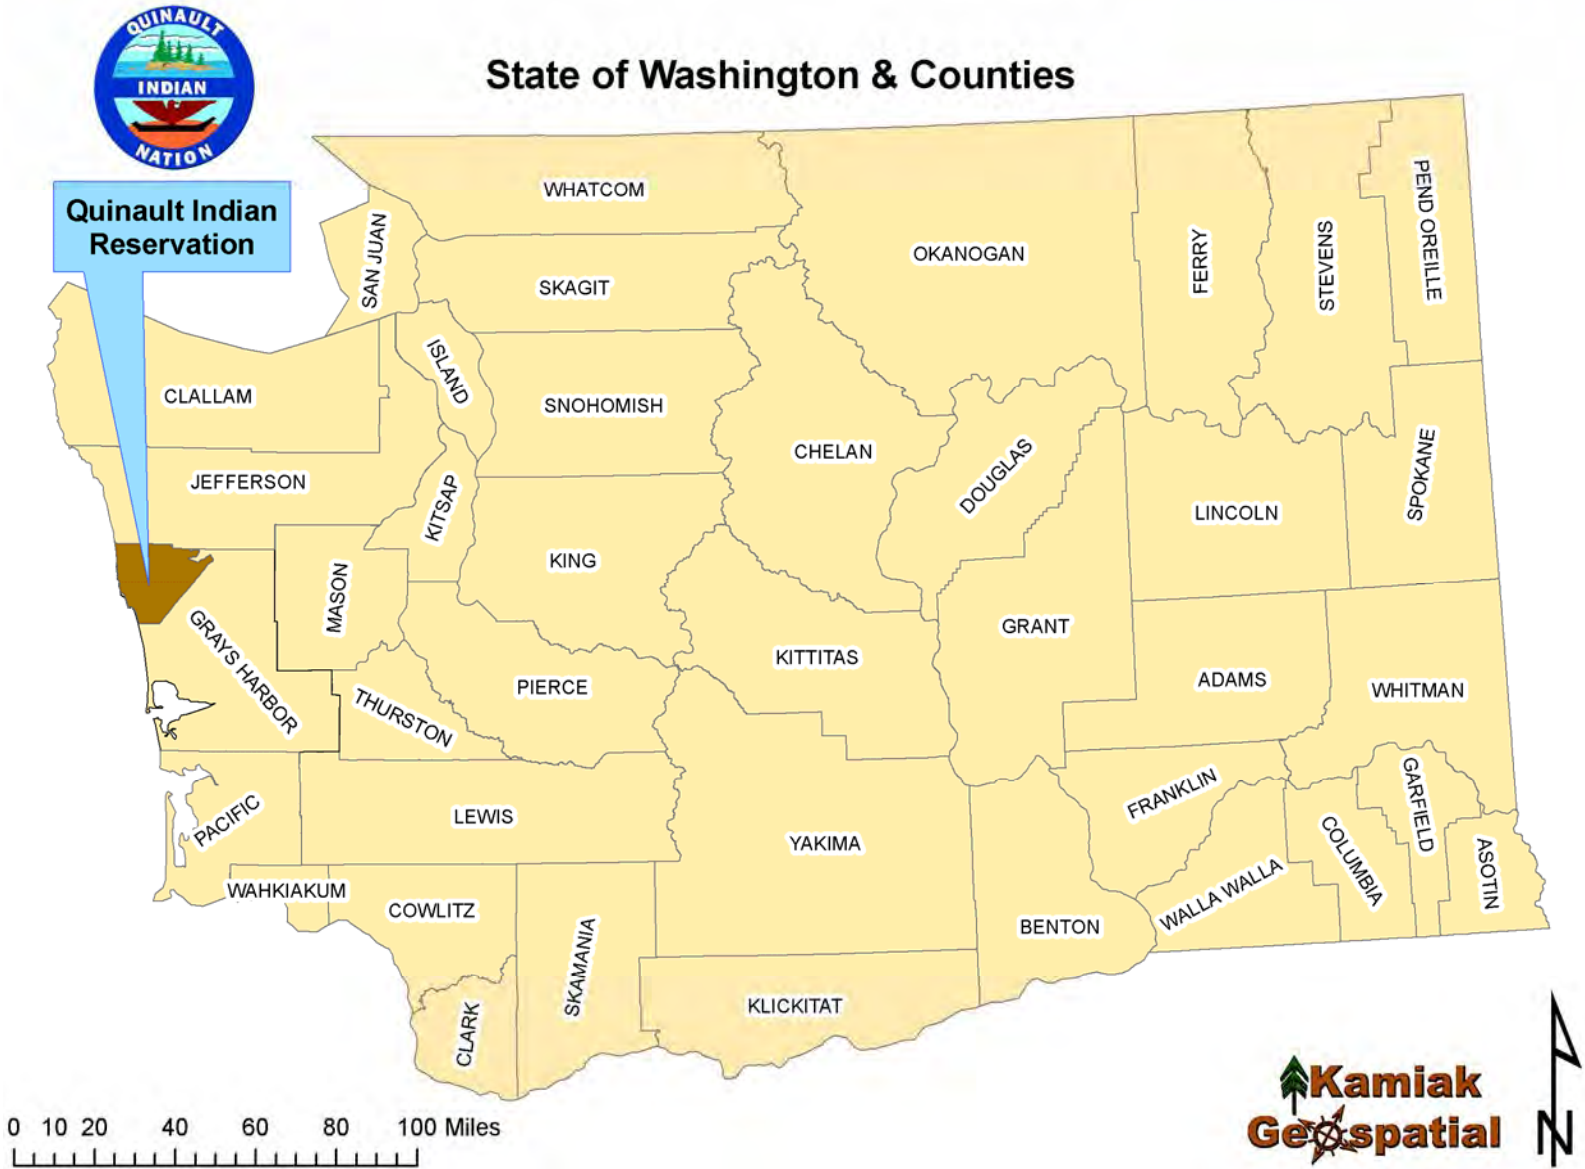 QUINAULT
INDIAN
NATION
State of Washington & Counties
Quinault Indian
Reservation
WHATCOM
SAN JUAN
SKAGIT
OKANOGAN
FERRY
STEVENS
PEND OREILLE
ISLAND
CLALLAM
SNOHOMISH
CHELAN
DOUGLAS
JEFFERSON
KITSAP
LINCOLN
SPOKANE
KING
MASON
GRANT
GRAYS HARBOR
KITTITAS
PIERCE
ADAMS
WHITMAN
THURSTON
FRANKLIN
GARFIELD
PACIFIC
LEWIS
YAKIMA
COLUMBIA
ASOTIN
WALLA WALLA
WAHKIAKUM
COWLITZ
BENTON
SKAMANIA
KLICKITAT
CLARK
0 10 20 40 60 80 100 Miles
Kamiak
Geospatial
N